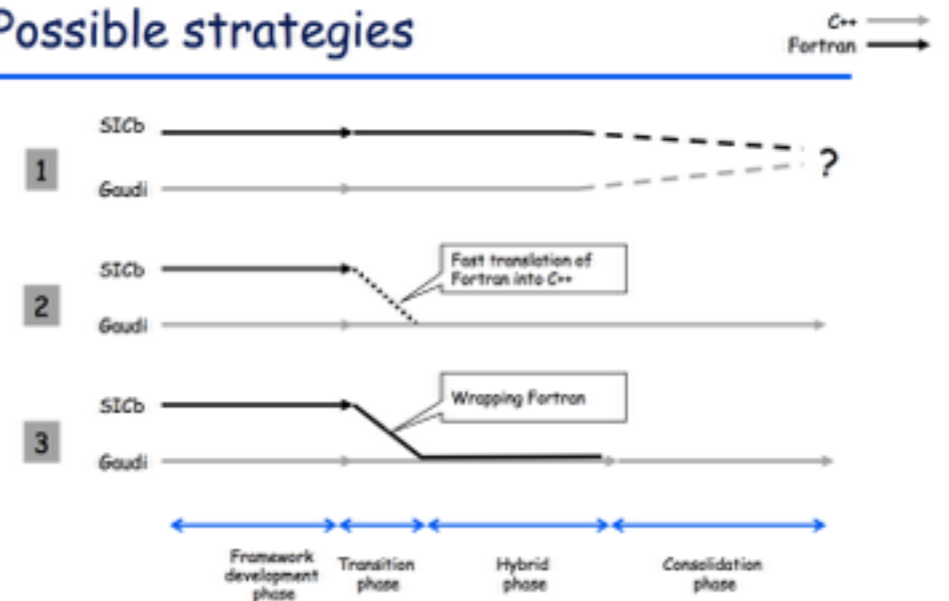 Possible strategies
C++
Fortran
SICb
1
?
Gaudi
SICb
Fast translation of
Fortran into C++
2
Gaudi
SICb
Wrapping Fortran
3
Gaudi
Framework
development
phase
Transition
phase
Hybrid
phase
Consolidation
phase